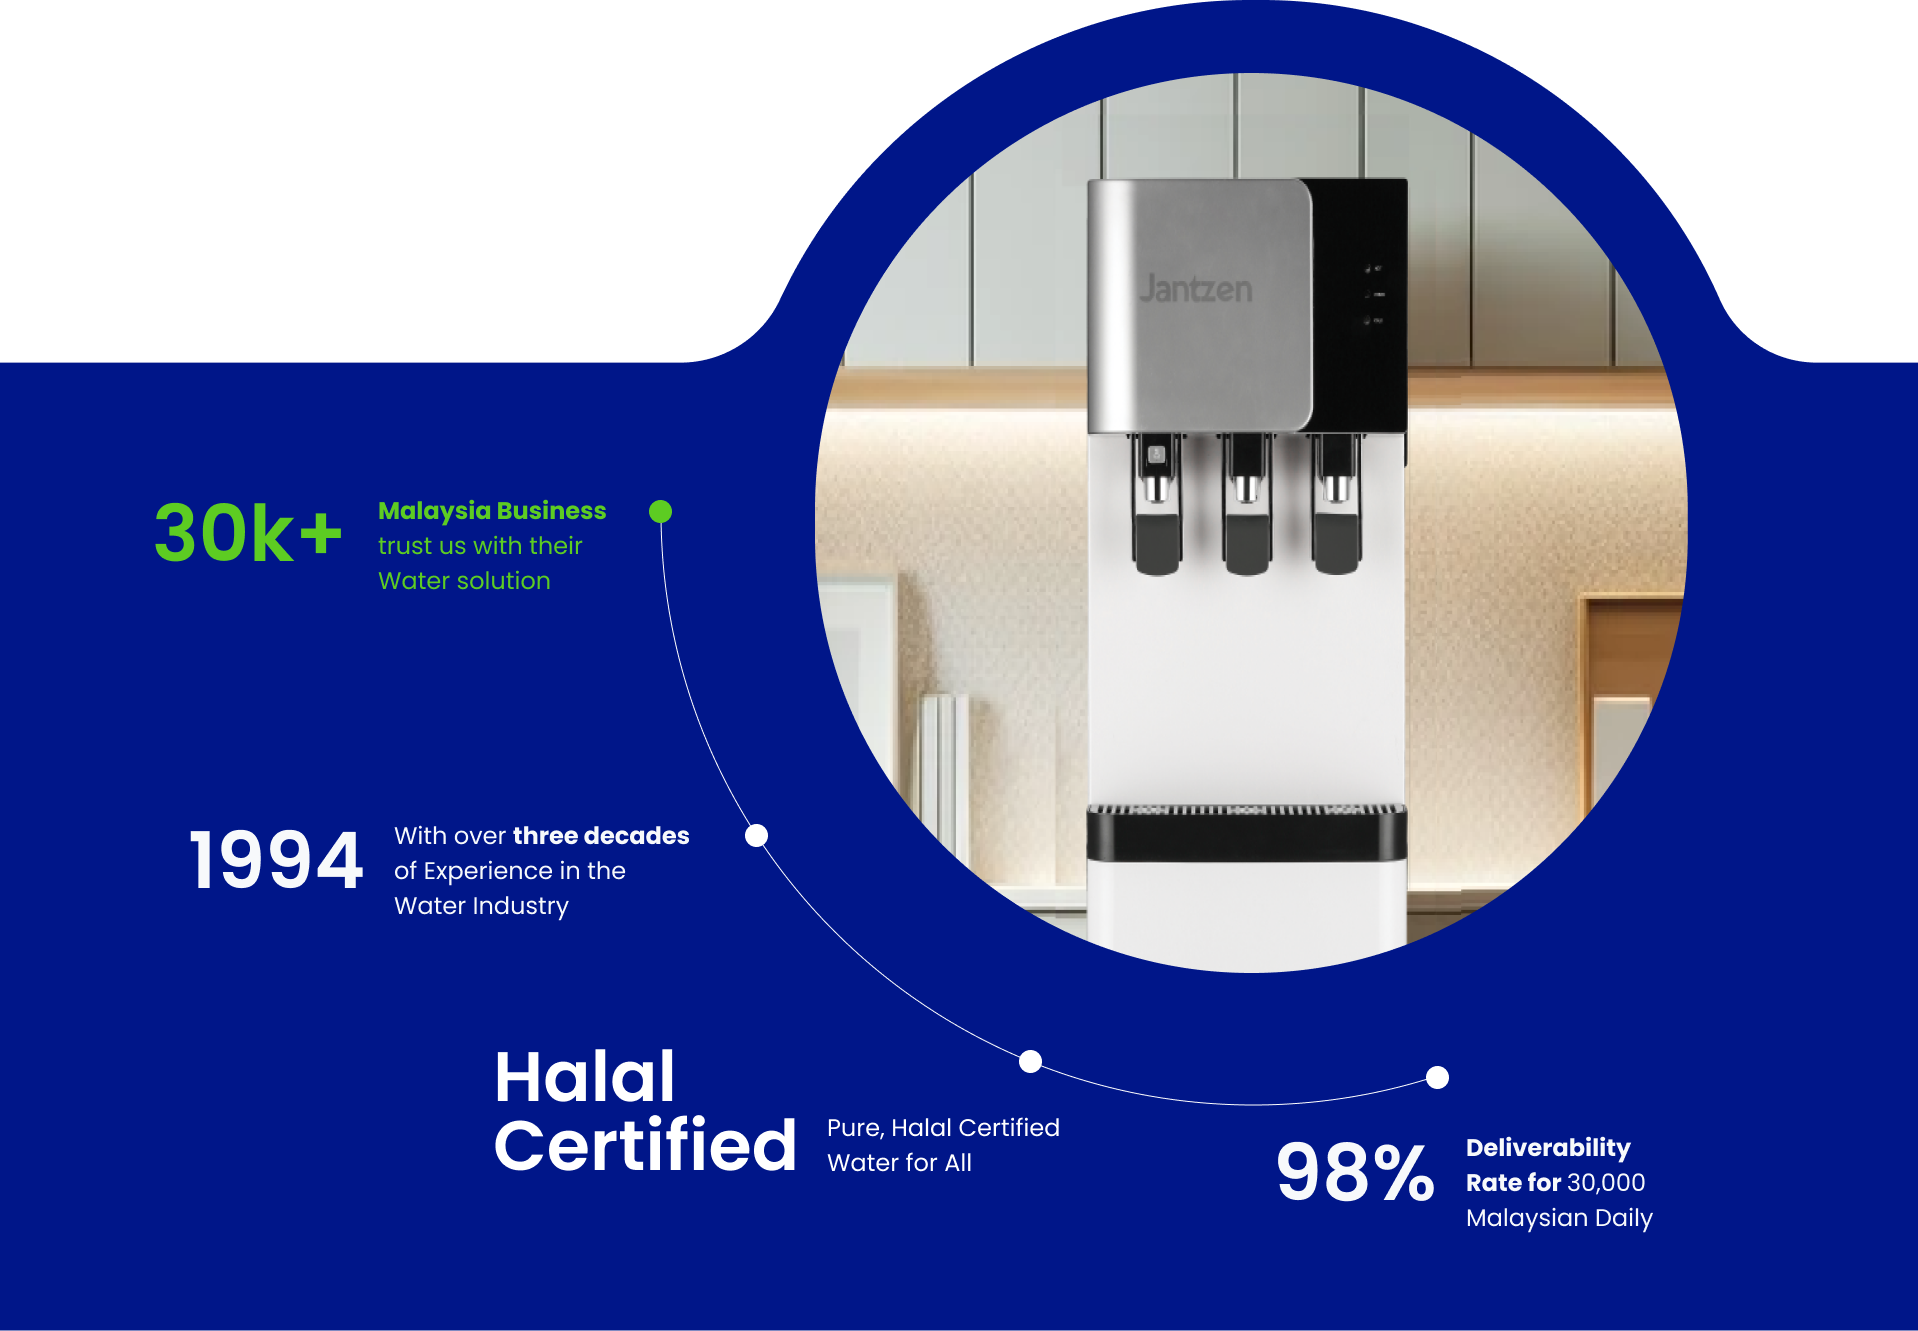 Jantzen
30k+
Malaysia Business
trust us with their
Water solution
1994
With over three decades
of Experience in the
Water Industry
Halal
Certified
Pure, Halal Certified
Water for All
98%
Deliverability
Rate for 30,000
Malaysian Daily